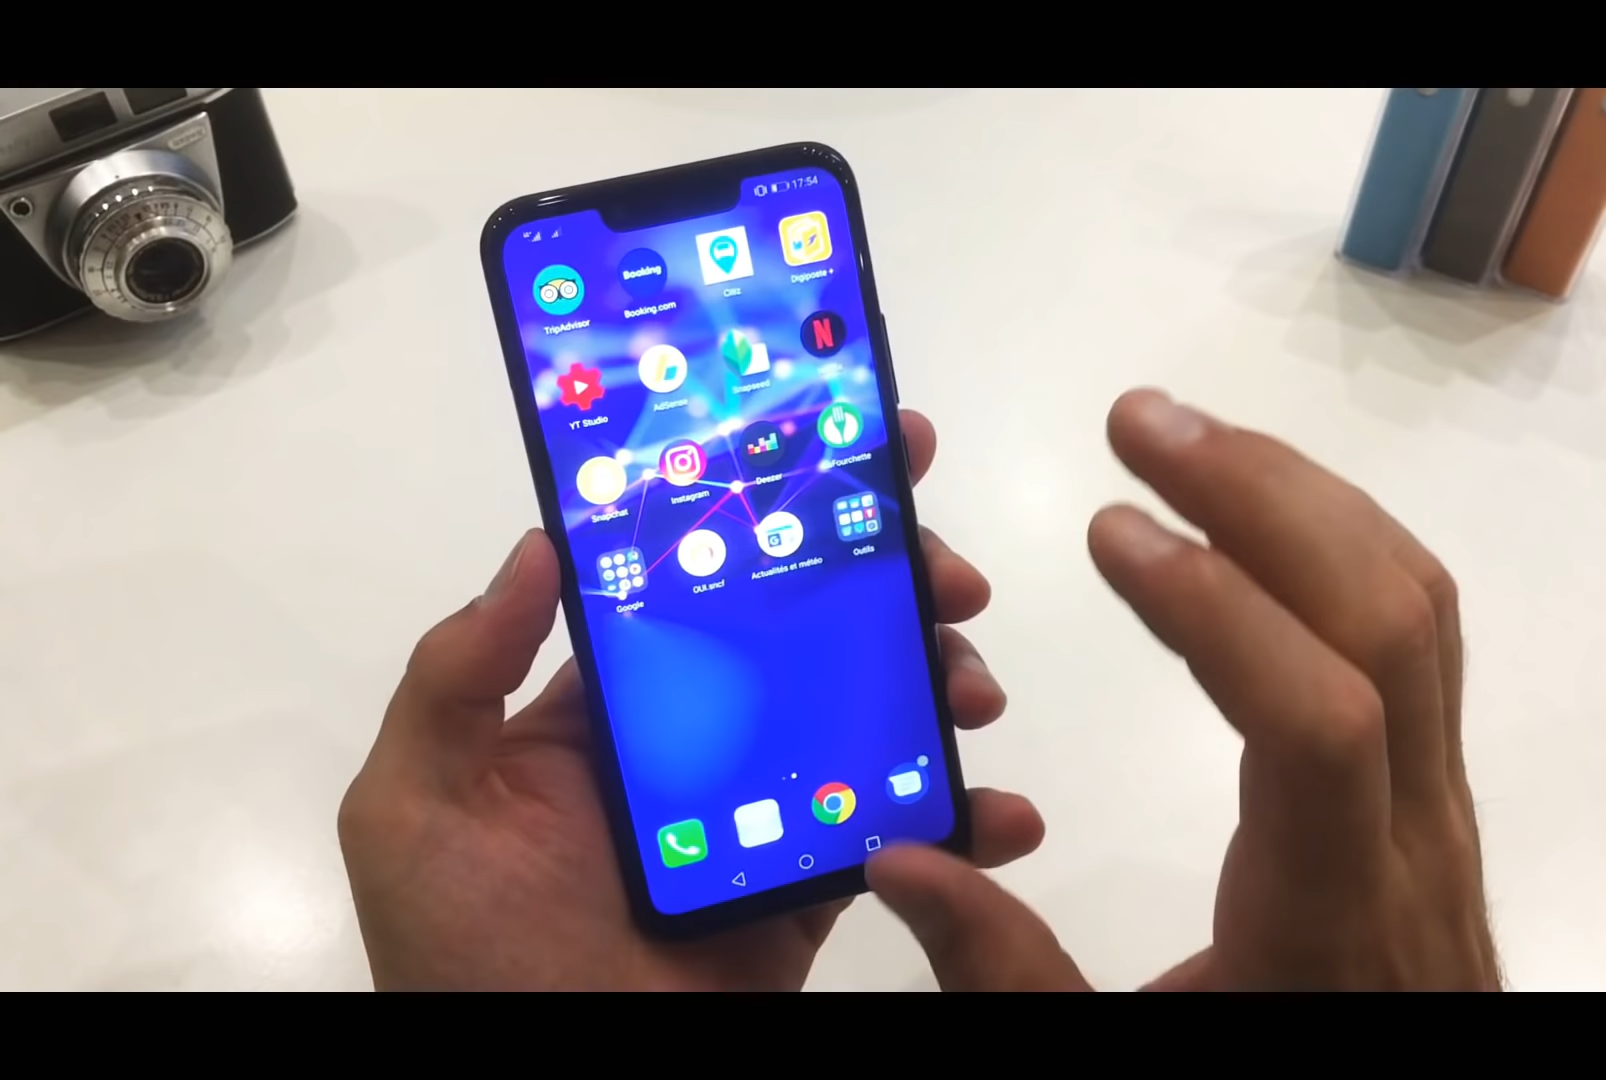 17:54
TripAdvisor
Booking
Booking.com
Citiz
Digiposte +
YT Studio
AdSense
Snapseed
N
Snapchat
Instagram
Deezer
Fourchette
Google
G
OUI.sncf
Actualités et météo
Outils